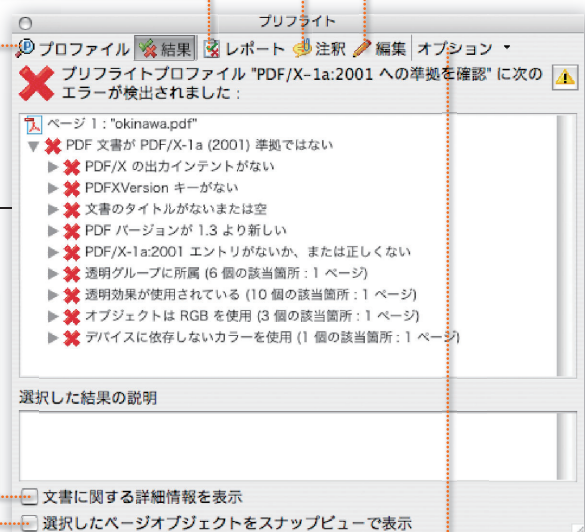 プリフライト
プロファイル 結果 レポート 注釈 編集 オプション
プリフライトプロファイル "PDF/X-1a:2001 への準拠を確認" に次の
エラーが検出されました :
ページ 1 : "okinawa.pdf"
PDF 文書が PDF/X-1a (2001) 準拠ではない
PDF/X の出力インテントがない
PDFXVersion キーがない
文書のタイトルがないまたは空
PDF バージョンが 1.3 より新しい
PDF/X-1a:2001 エントリがないか、または正しくない
透明グループに所属 (6 個の該当箇所 : 1 ページ)
透明効果が使用されている (10 個の該当箇所 : 1 ページ)
オブジェクトは RGB を使用 (3 個の該当箇所 : 1 ページ)
デバイスに依存しないカラーを使用 (1 個の該当箇所 : 1 ページ)
選択した結果の説明
文書に関する詳細情報を表示
選択したページオブジェクトをスナップビューで表示